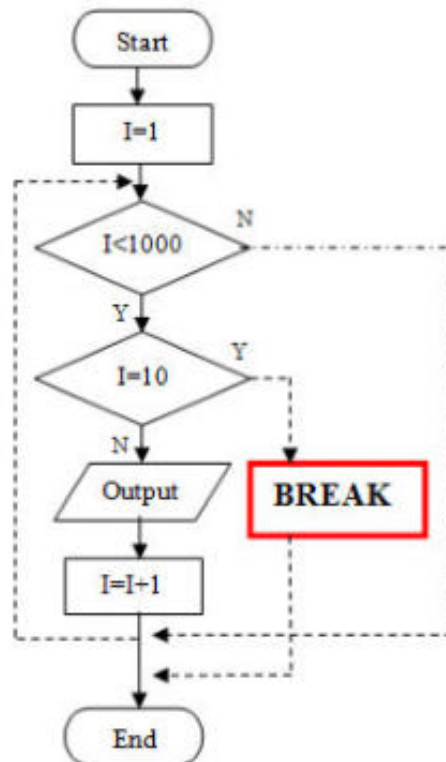 Start
I=1
N
I<1000
Y
Y
I=10
N
Output
BREAK
I=I+1
End